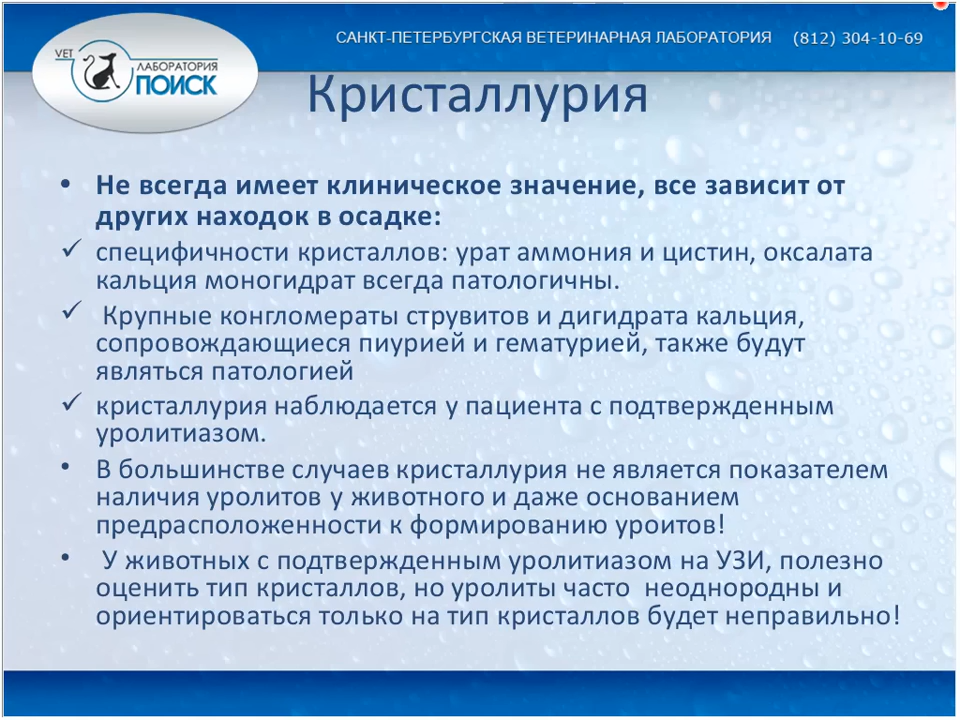 САНКТ-ПЕТЕРБУРГСКАЯ ВЕТЕРИНАРНАЯ ЛАБОРАТОРИЯ (812) 304-10-69
VET
ЛАБОРАТОРИЯ
ПОИСК
Кристаллурия
• Не всегда имеет клиническое значение, все зависит от
других находок в осадке:
✓ специфичности кристаллов: урат аммония и цистин, оксалата
кальция моногидрат всегда патологичны.
✓ Крупные конгломераты струвитов и дигидрата кальция,
сопровождающиеся пиурией и гематурией, также будут
являться патологией
✓ кристаллурия наблюдается у пациента с подтвержденным
уролитиазом.
• В большинстве случаев кристаллурия не является показателем
наличия уролитов у животного и даже основанием
предрасположенности к формированию уроитов!
• У животных с подтвержденным уролитиазом на УЗИ, полезно
оценить тип кристаллов, но уролиты часто неоднородны и
ориентироваться только на тип кристаллов будет неправильно!